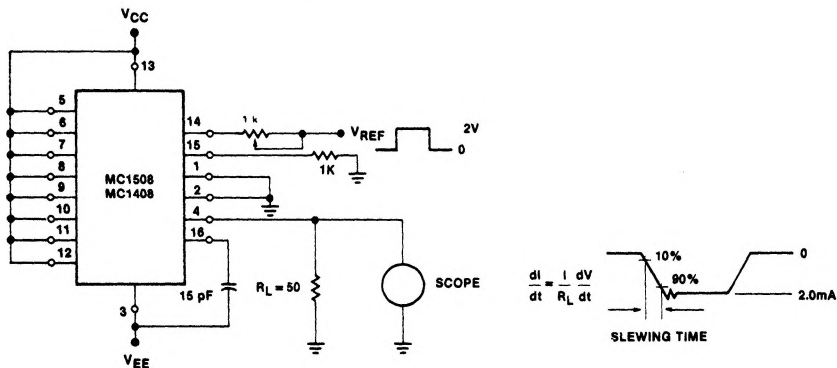 VCC
13
5
6
7
8
9
10
11
12
MC1508
MC1408
14
15
1
2
4
16
1 k
VREF
2V
0
1K
15 pF
RL = 50
SCOPE
3
VEE
dI/dt = 1/RL dV/dt
10%
90%
0
2.0mA
SLEWING TIME